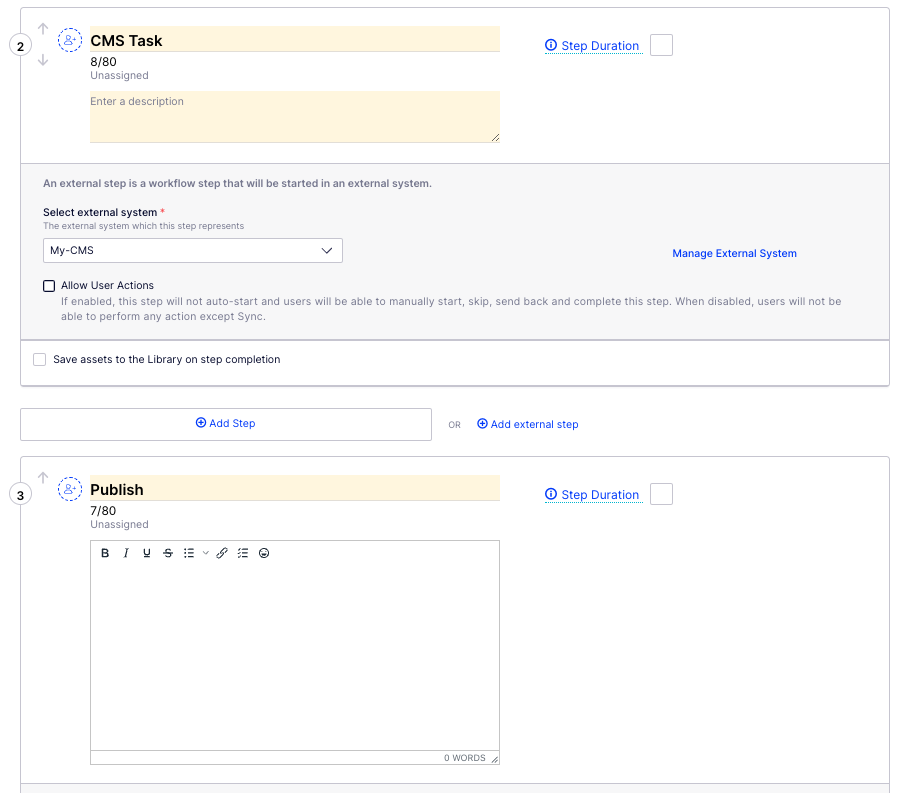 2
CMS Task
Step Duration
8/80
Unassigned
Enter a description
An external step is a workflow step that will be started in an external system.
Select external system *
The external system which this step represents
My-CMS
Manage External System
Allow User Actions
If enabled, this step will not auto-start and users will be able to manually start, skip, send back and complete this step. When disabled, users will not be
able to perform any action except Sync.
Save assets to the Library on step completion
Add Step
OR
Add external step
3
Publish
Step Duration
7/80
Unassigned
B I U S
0 WORDS